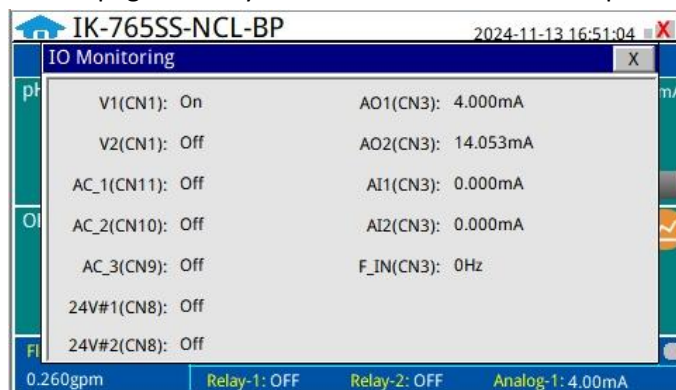 IK-765SS-NCL-BP 2024-11-13 16:51:04 X
IO Monitoring X
V1(CN1): On AO1(CN3): 4.000mA
V2(CN1): Off AO2(CN3): 14.053mA
AC_1(CN11): Off AI1(CN3): 0.000mA
AC_2(CN10): Off AI2(CN3): 0.000mA
AC_3(CN9): Off F_IN(CN3): 0Hz
24V#1(CN8): Off
24V#2(CN8): Off
0.260gpm Relay-1: OFF Relay-2: OFF Analog-1: 4.00mA